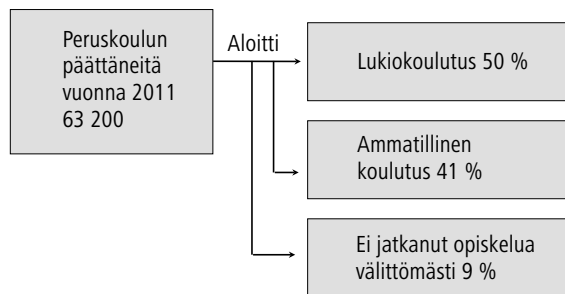 Peruskoulun
päättäneitä
vuonna 2011
63 200
Aloitti
Lukiokoulutus 50 %
Ammatillinen
koulutus 41 %
Ei jatkanut opiskelua
välittömästi 9 %